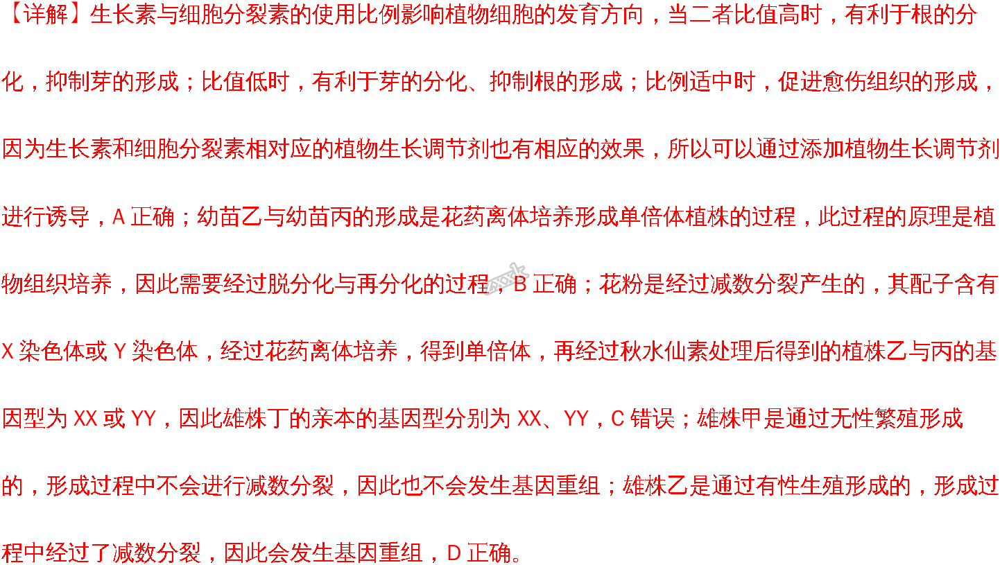 【详解】生长素与细胞分裂素的使用比例影响植物细胞的发育方向，当二者比值高时，有利于根的分
化，抑制芽的形成；比值低时，有利于芽的分化、抑制根的形成；比例适中时，促进愈伤组织的形成，
因为生长素和细胞分裂素相对应的植物生长调节剂也有相应的效果，所以可以通过添加植物生长调节剂
进行诱导，A 正确；幼苗乙与幼苗丙的形成是花药离体培养形成单倍体植株的过程，此过程的原理是植
物组织培养，因此需要经过脱分化与再分化的过程，B 正确；花粉是经过减数分裂产生的，其配子含有
X 染色体或 Y 染色体，经过花药离体培养，得到单倍体，再经过秋水仙素处理后得到的植株乙与丙的基
因型为 XX 或 YY，因此雄株丁的亲本的基因型分别为 XX、YY，C 错误；雄株甲是通过无性繁殖形成
的，形成过程中不会进行减数分裂，因此也不会发生基因重组；雄株乙是通过有性生殖形成的，形成过
程中经过了减数分裂，因此会发生基因重组，D 正确。